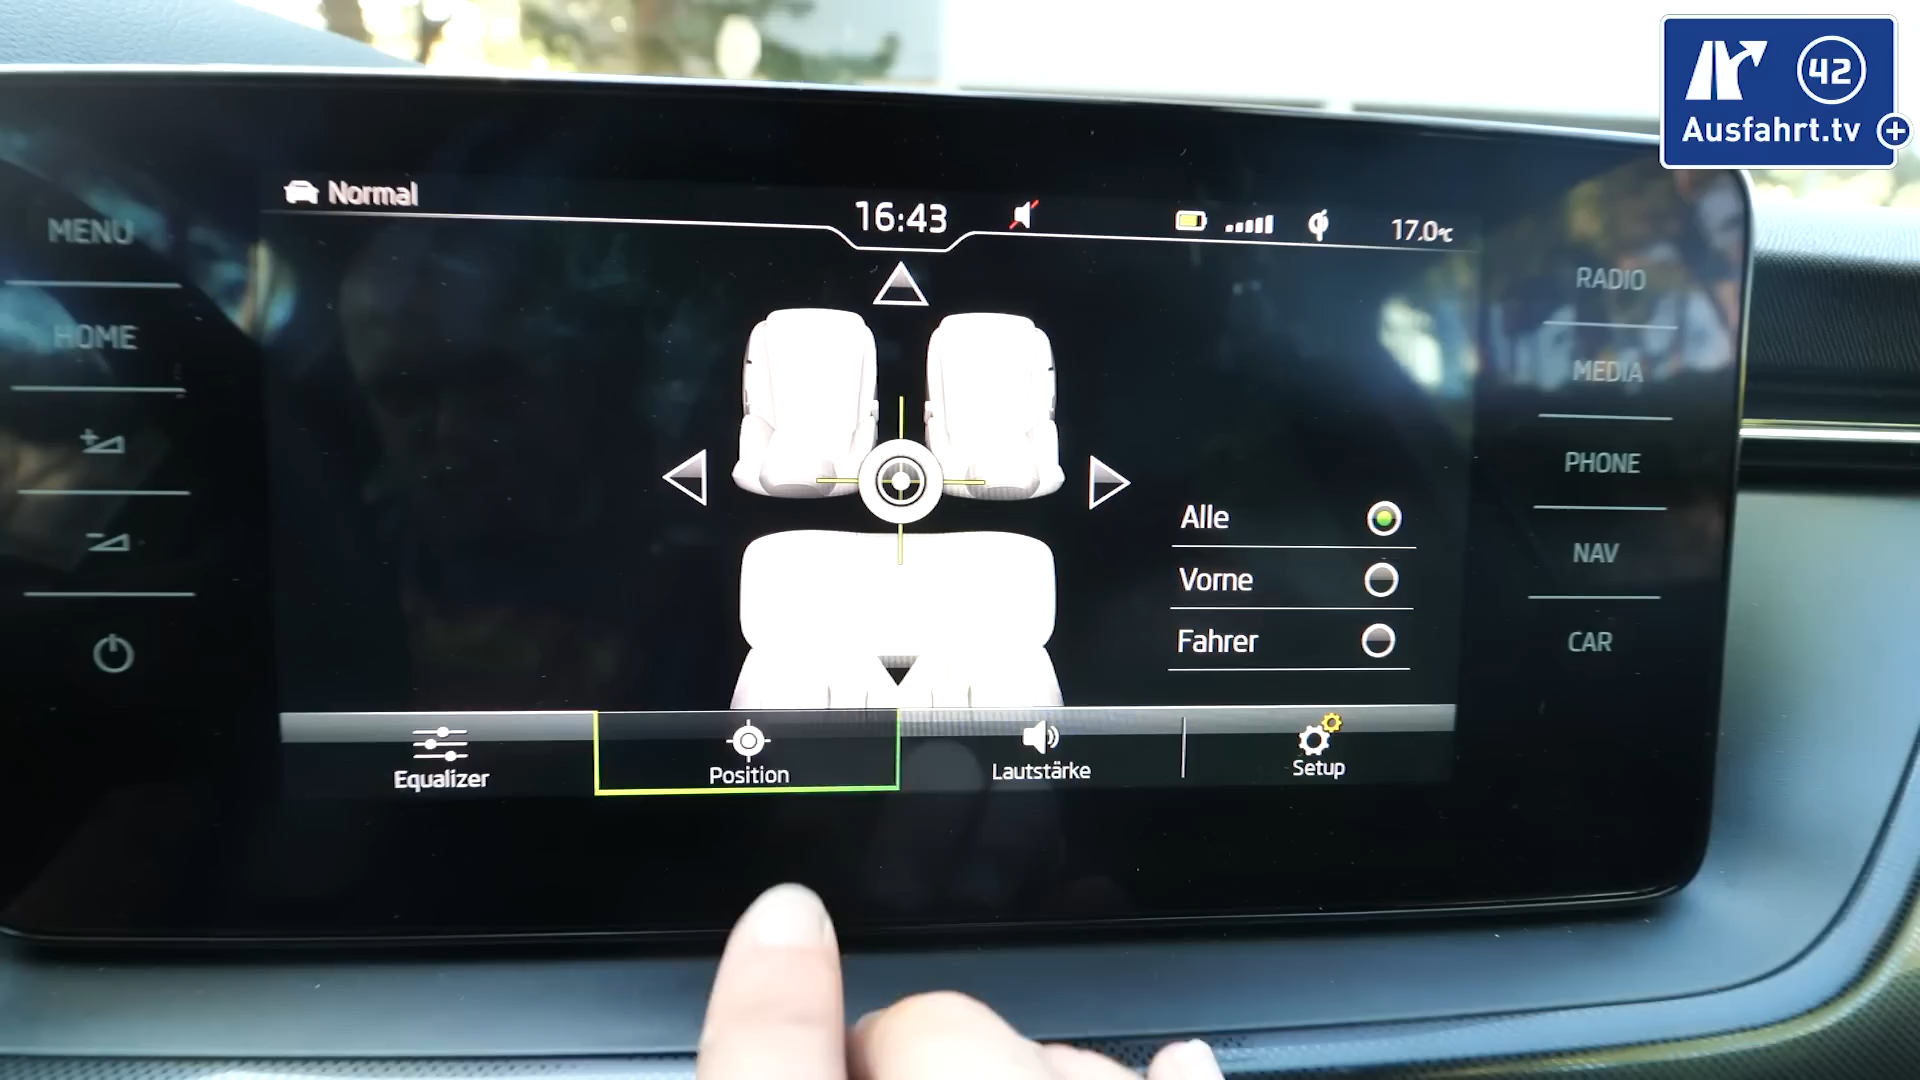 42
Ausfahrt.tv
Normal
16:43
17.0°C
MENU
HOME
RADIO
MEDIA
PHONE
NAV
CAR
Alle
Vorne
Fahrer
Equalizer
Position
Lautstärke
Setup